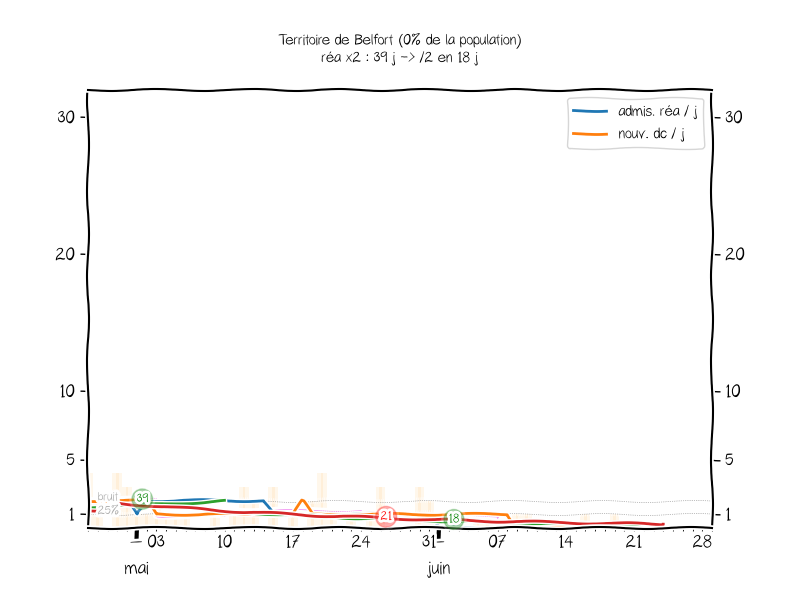 Territoire de Belfort (0% de la population)
réa x2 : 39 j -> /2 en 18 j
admis. réa / j
nouv. dc / j
30 30
20 20
10 10
5 5
1 1
bruit
25%
39
21
18
03 10 17 24 31 07 14 21 28
mai juin